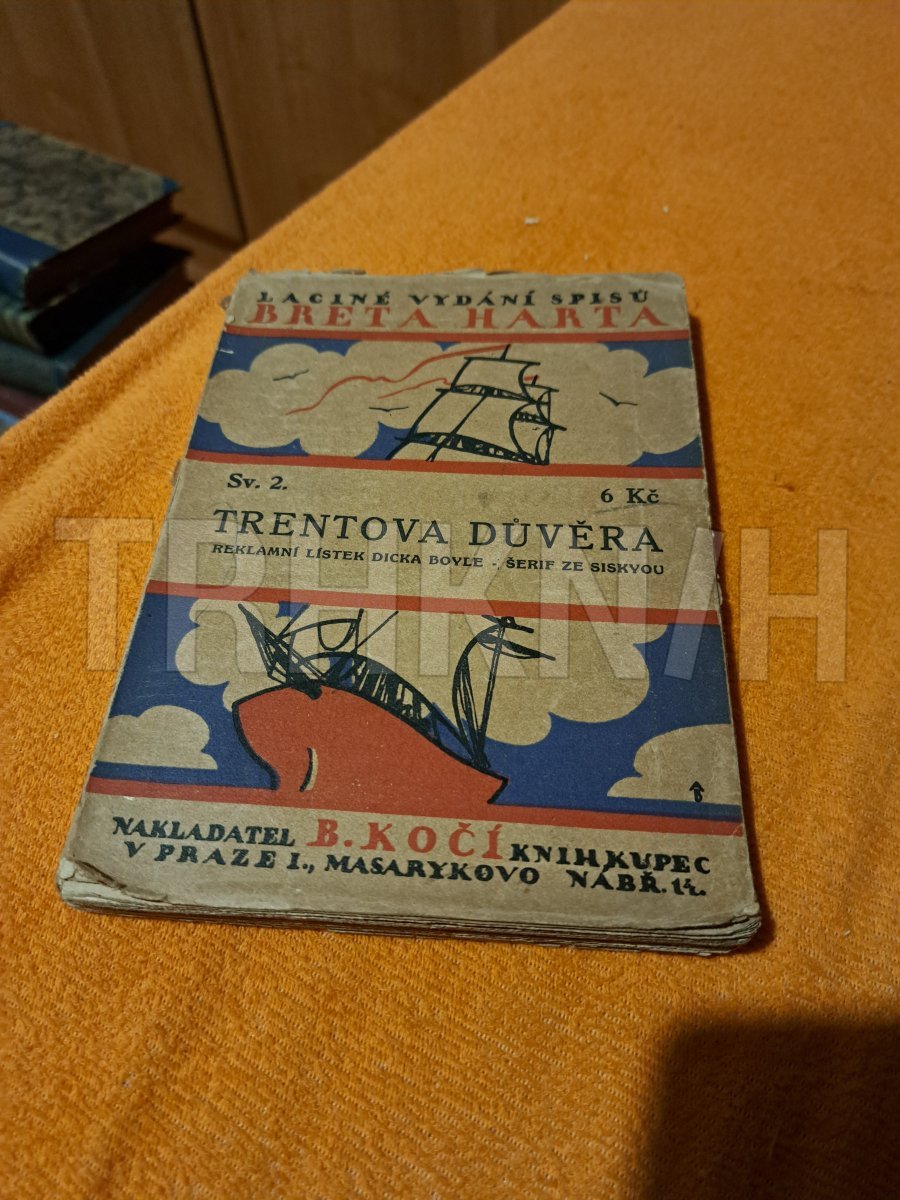 LACINÉ VYDÁNÍ SPISŮ
BRETA HARTA
Sv. 2.
6 Kč
TRENTOVA DŮVĚRA
REKLAMNÍ LÍSTEK DICKA BOYLE -, ŠERIF ZE SISKYOU
NAKLADATEL B. KOČÍ KNIHKUPEC
V PRAZE I., MASARYKOVO NÁBŘ. 14.
TRHKNIH